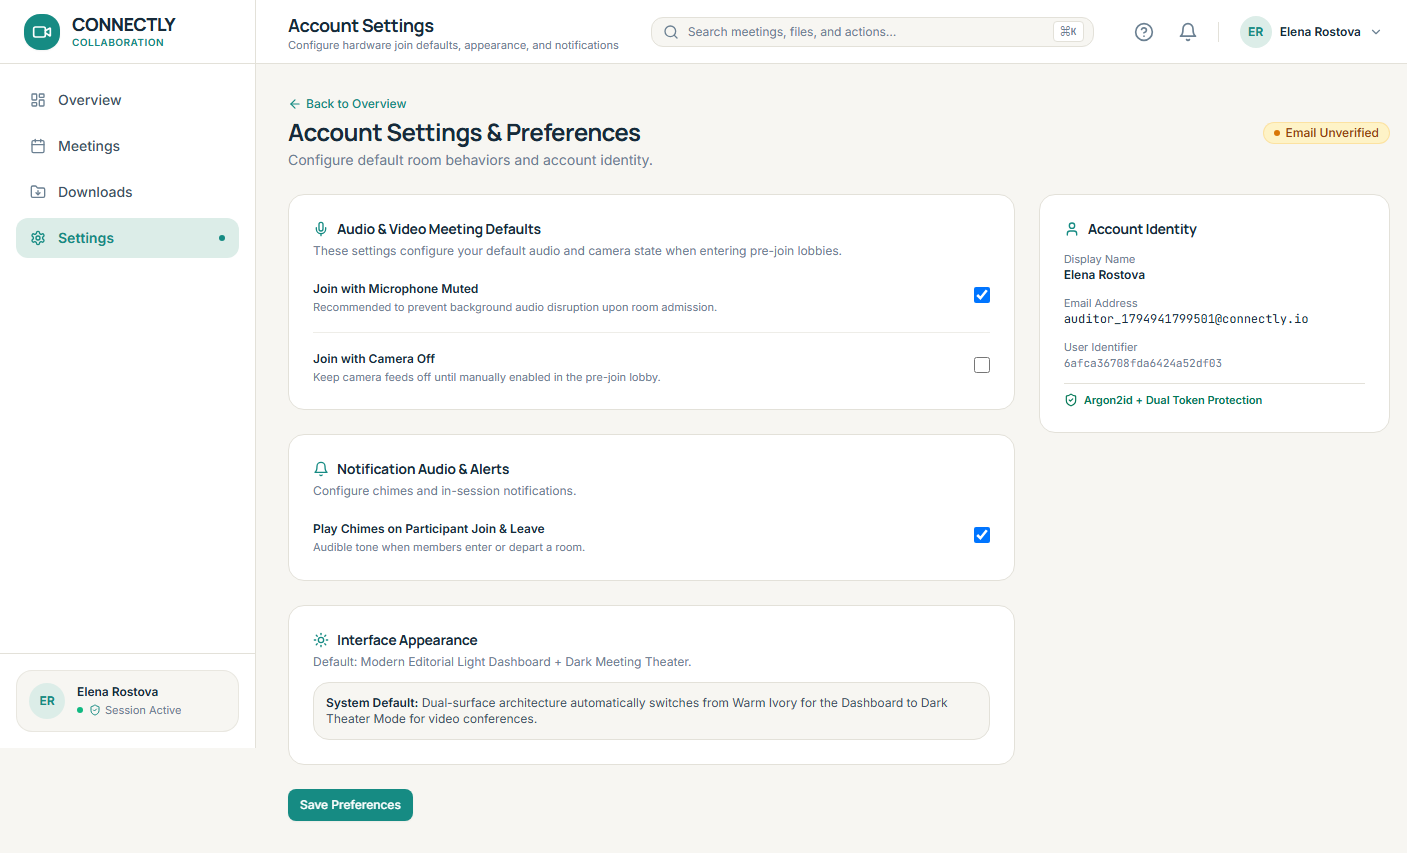 CONNECTLY
COLLABORATION
Account Settings
Configure hardware join defaults, appearance, and notifications
Search meetings, files, and actions...
⌘K
ER
Elena Rostova
Overview
Meetings
Downloads
Settings
Back to Overview
Account Settings & Preferences
Configure default room behaviors and account identity.
Email Unverified
Audio & Video Meeting Defaults
These settings configure your default audio and camera state when entering pre-join lobbies.
Join with Microphone Muted
Recommended to prevent background audio disruption upon room admission.
Join with Camera Off
Keep camera feeds off until manually enabled in the pre-join lobby.
Account Identity
Display Name
Elena Rostova
Email Address
auditor_1794941799501@connectly.io
User Identifier
6afca36708fda6424a52df03
Argon2id + Dual Token Protection
Notification Audio & Alerts
Configure chimes and in-session notifications.
Play Chimes on Participant Join & Leave
Audible tone when members enter or depart a room.
Interface Appearance
Default: Modern Editorial Light Dashboard + Dark Meeting Theater.
System Default: Dual-surface architecture automatically switches from Warm Ivory for the Dashboard to Dark
Theater Mode for video conferences.
Save Preferences
ER
Elena Rostova
Session Active